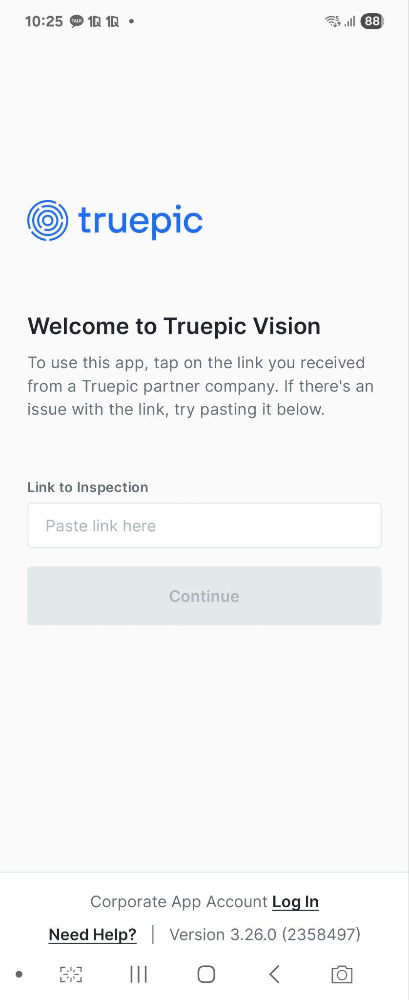 10:25 TALK 1Q 1Q 5 88
truepic
Welcome to Truepic Vision
To use this app, tap on the link you received
from a Truepic partner company. If there's an
issue with the link, try pasting it below.
Link to Inspection
Paste link here
Continue
Corporate App Account Log In
Need Help? | Version 3.26.0 (2358497)